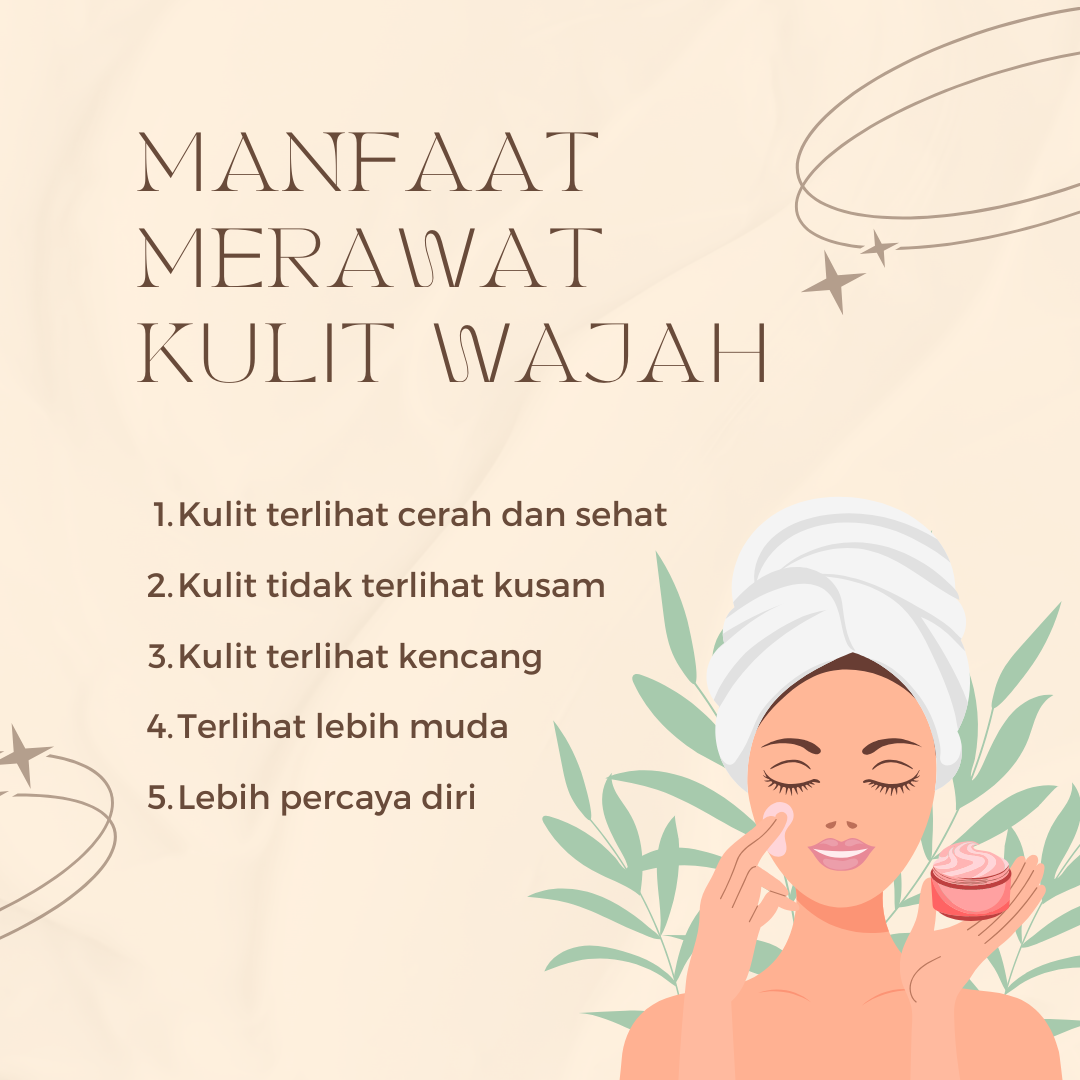 MANFAAT
MERAWAT
KULIT WAJAH
1. Kulit terlihat cerah dan sehat
2. Kulit tidak terlihat kusam
3. Kulit terlihat kencang
4. Terlihat lebih muda
5. Lebih percaya diri